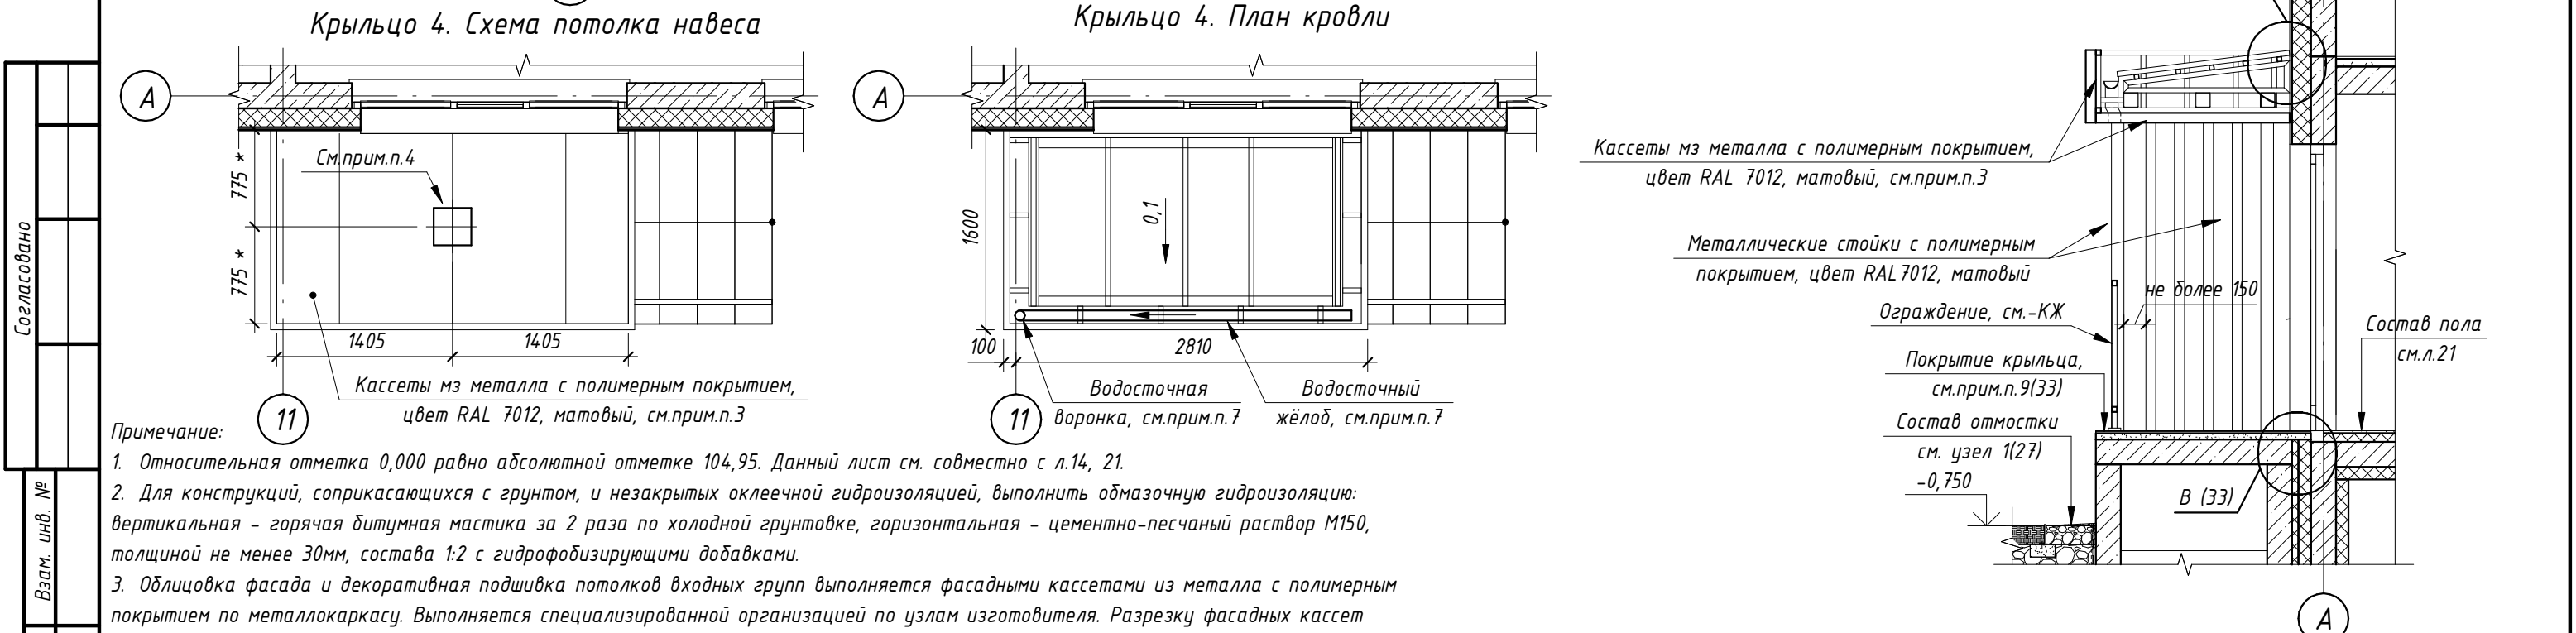 Крыльцо 4. Схема потолка навеса
А
775 *
775 *
См.прим.п.4
1405
1405
Кассеты мз металла с полимерным покрытием,
цвет RAL 7012, матовый, см.прим.п.3
11
Крыльцо 4. План кровли
А
1600
0,1
100
2810
Водосточная
воронка, см.прим.п.7
Водосточный
жёлоб, см.прим.п.7
11
Кассеты мз металла с полимерным покрытием,
цвет RAL 7012, матовый, см.прим.п.3
Металлические стойки с полимерным
покрытием, цвет RAL7012, матовый
не более 150
Ограждение, см.-КЖ
Покрытие крыльца,
см.прим.п.9(33)
Состав отмостки
см. узел 1(27)
-0,750
Состав пола
см.л.21
В (33)
А
Примечание:
1. Относительная отметка 0,000 равно абсолютной отметке 104,95. Данный лист см. совместно с л.14, 21.
2. Для конструкций, соприкасающихся с грунтом, и незакрытых оклеечной гидроизоляцией, выполнить обмазочную гидроизоляцию:
вертикальная - горячая битумная мастика за 2 раза по холодной грунтовке, горизонтальная - цементно-песчаный раствор М150,
толщиной не менее 30мм, состава 1:2 с гидрофобизирующими добавками.
3. Облицовка фасада и декоративная подшивка потолков входных групп выполняется фасадными кассетами из металла с полимерным
покрытием по металлокаркасу. Выполняется специализированной организацией по узлам изготовителя. Разрезку фасадных кассет
Согласовано
Взам. инв. №